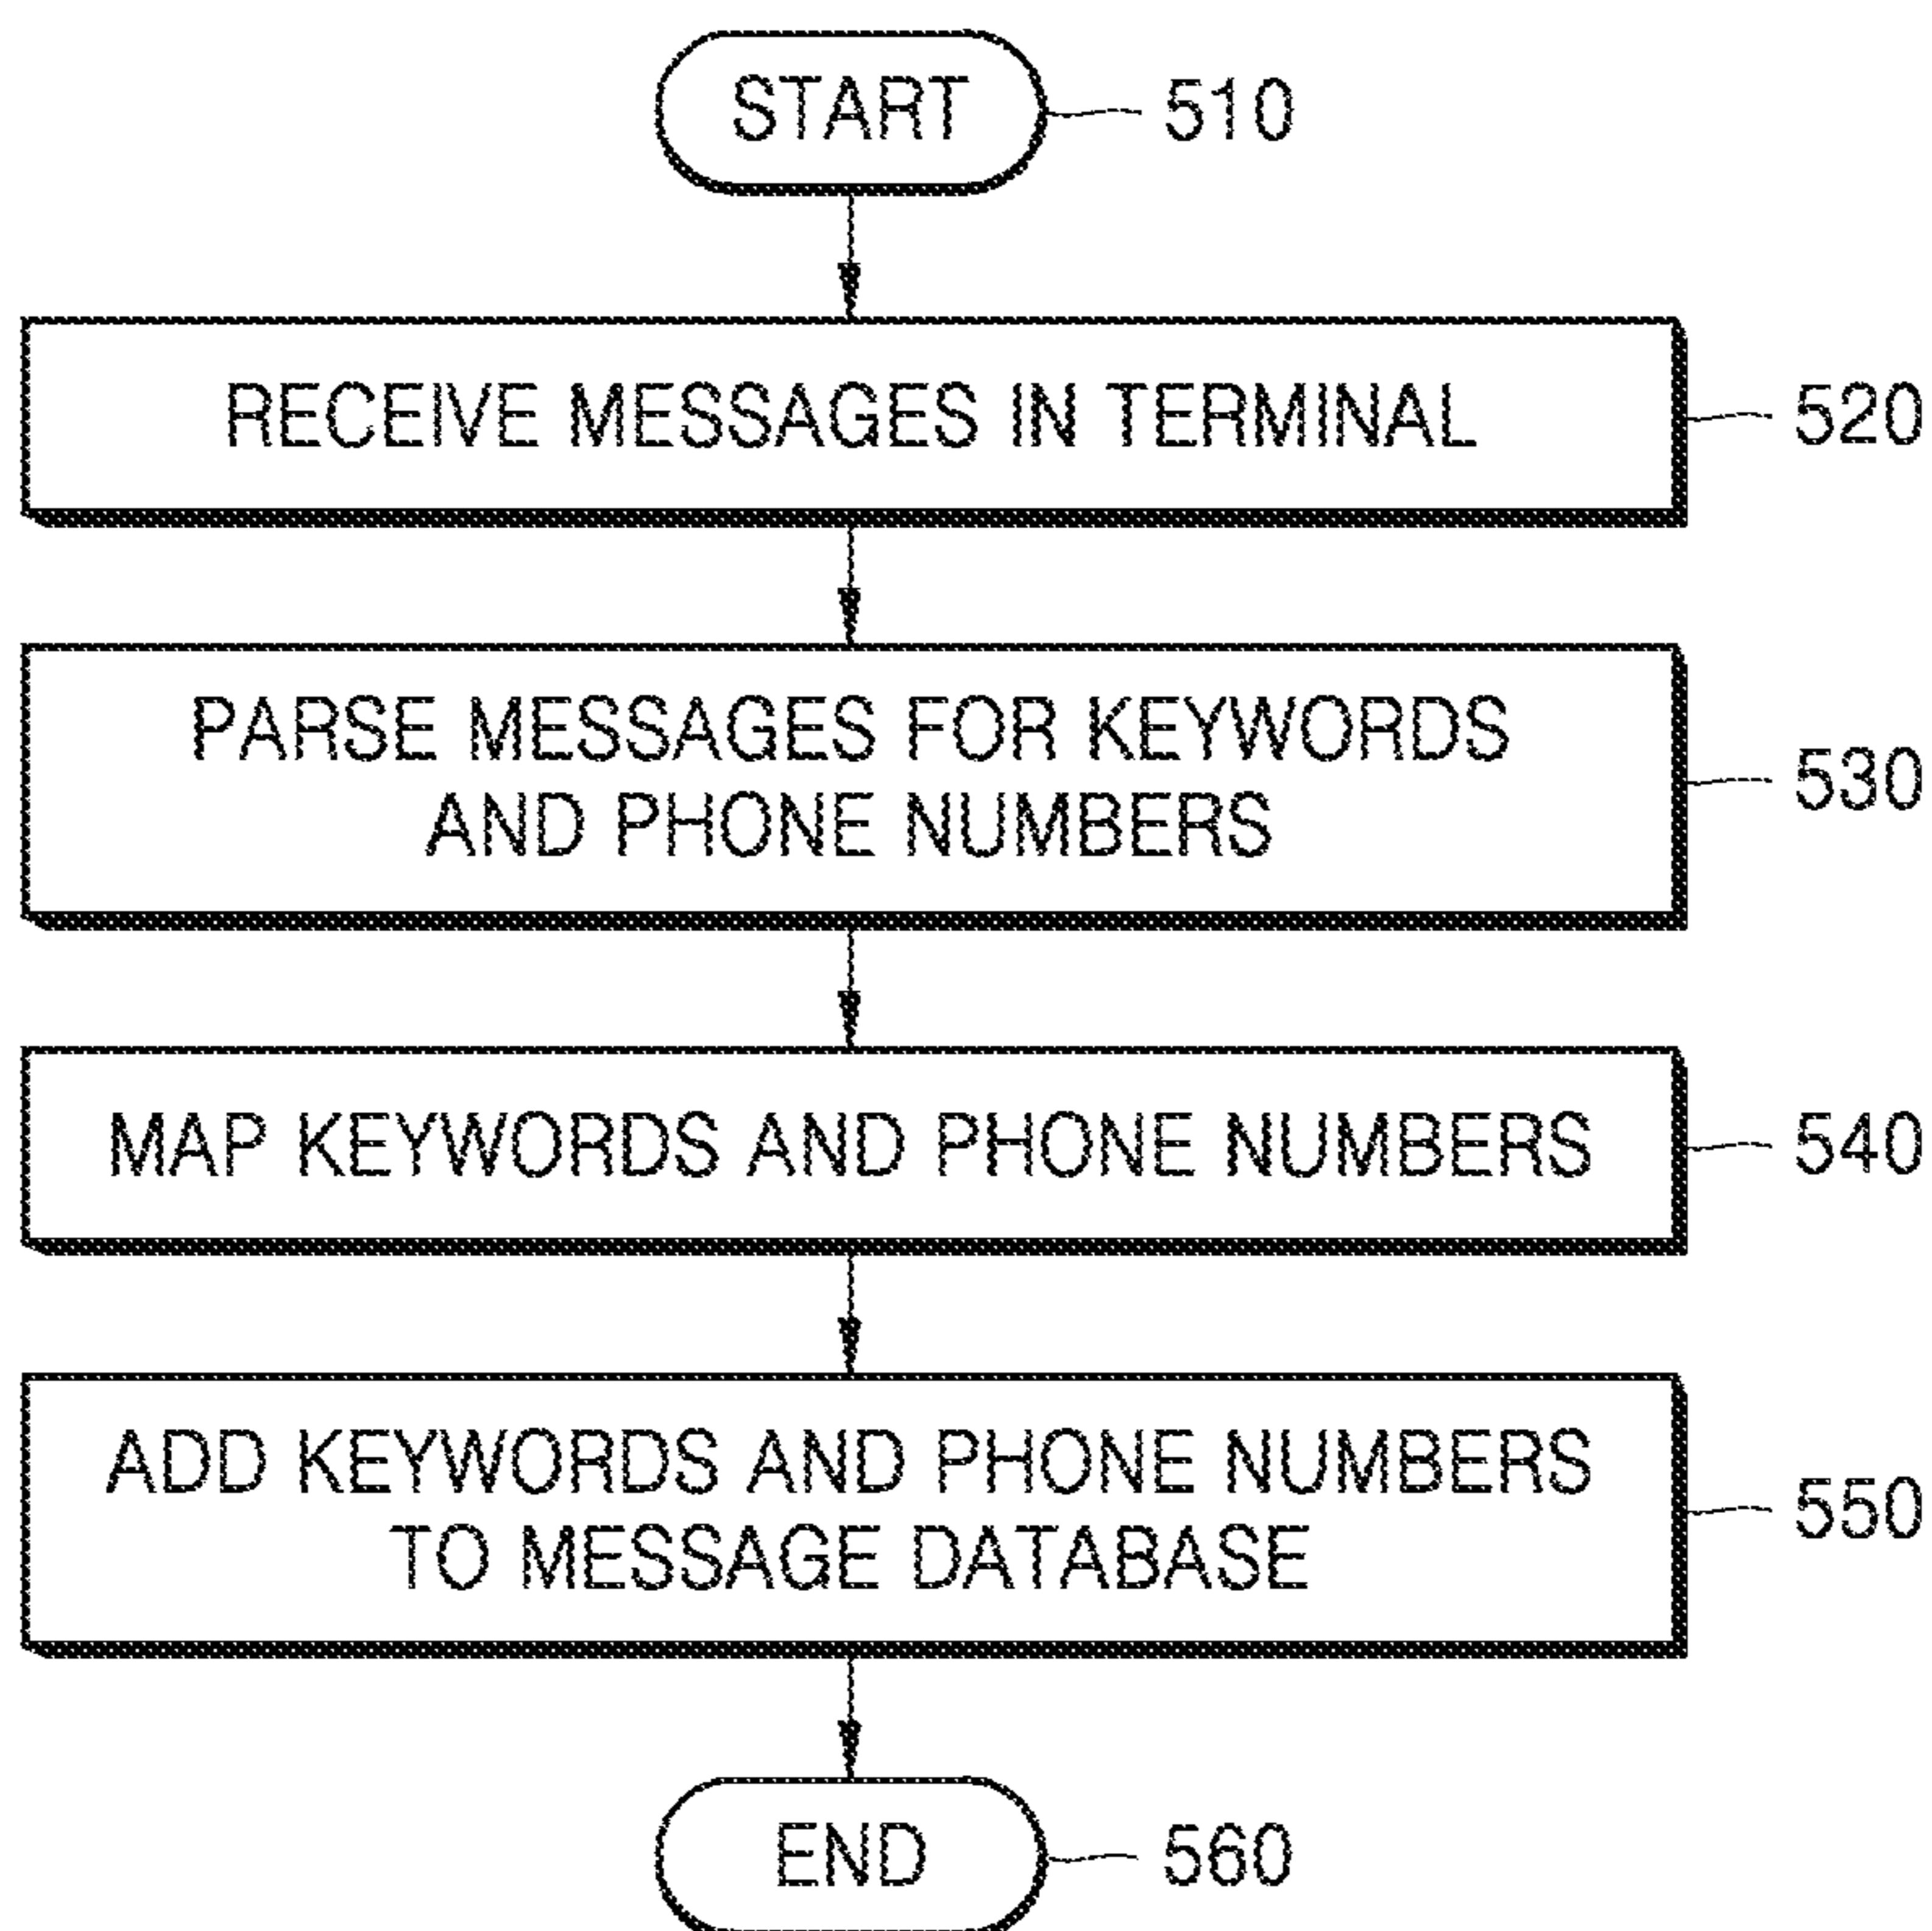 START 510
RECEIVE MESSAGES IN TERMINAL 520
PARSE MESSAGES FOR KEYWORDS
AND PHONE NUMBERS
530
MAP KEYWORDS AND PHONE NUMBERS 540
ADD KEYWORDS AND PHONE NUMBERS
TO MESSAGE DATABASE
550
END 560